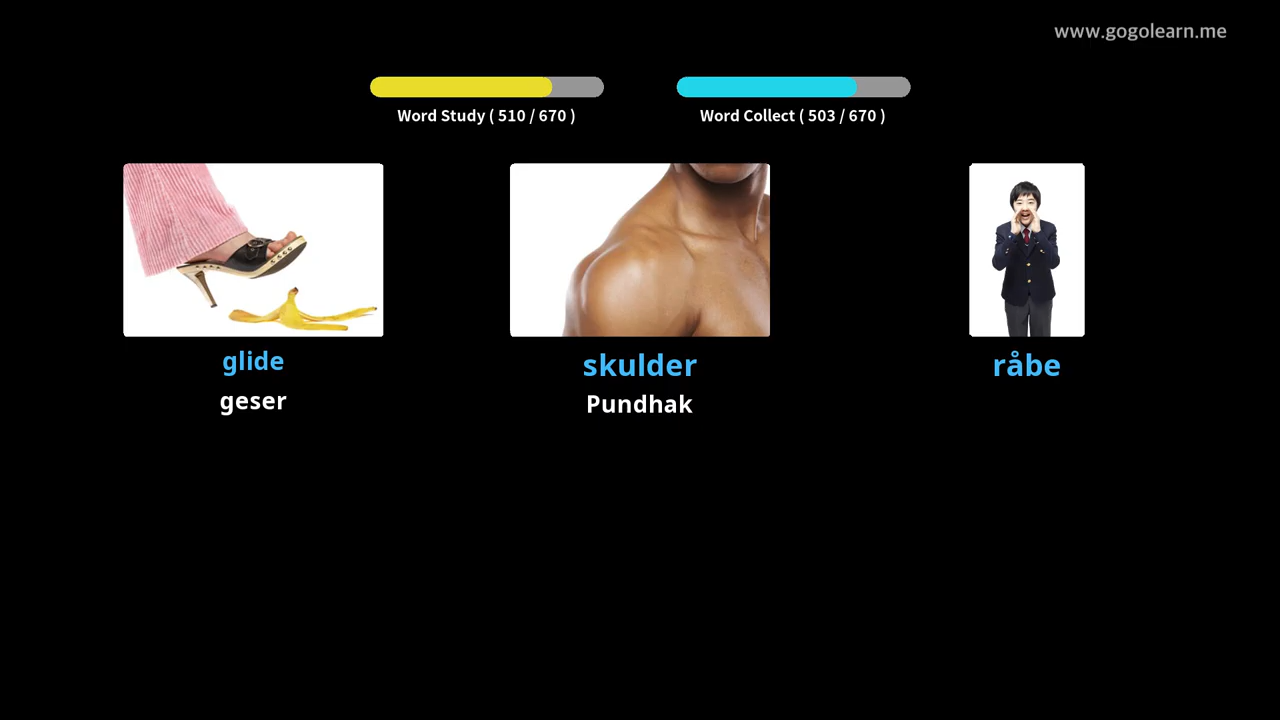 www.gogolearn.me
Word Study ( 510 / 670 )
Word Collect ( 503 / 670 )
glide
geser
skulder
Pundhak
råbe